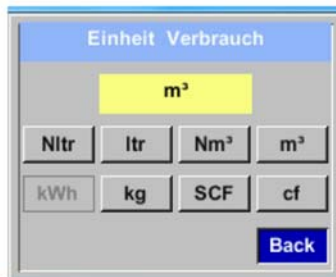 Einheit Verbrauch
m³
Nltr ltr Nm³ m³
kWh kg SCF cf
Back